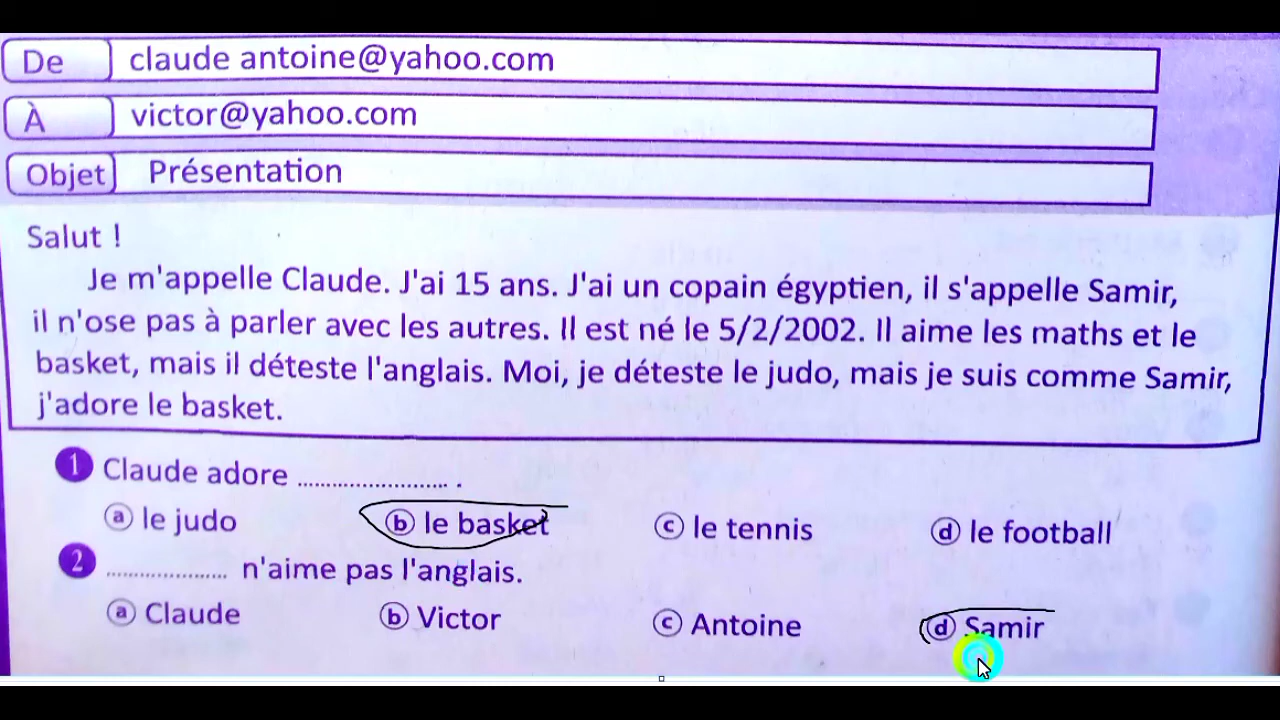 De claude antoine@yahoo.com
À victor@yahoo.com
Objet Présentation
Salut !
Je m'appelle Claude. J'ai 15 ans. J'ai un copain égyptien, il s'appelle Samir,
il n'ose pas à parler avec les autres. Il est né le 5/2/2002. Il aime les maths et le
basket, mais il déteste l'anglais. Moi, je déteste le judo, mais je suis comme Samir,
j'adore le basket.
1 Claude adore ........................... .
a le judo b le basket c le tennis d le football
2 ...................... n'aime pas l'anglais.
a Claude b Victor c Antoine d Samir